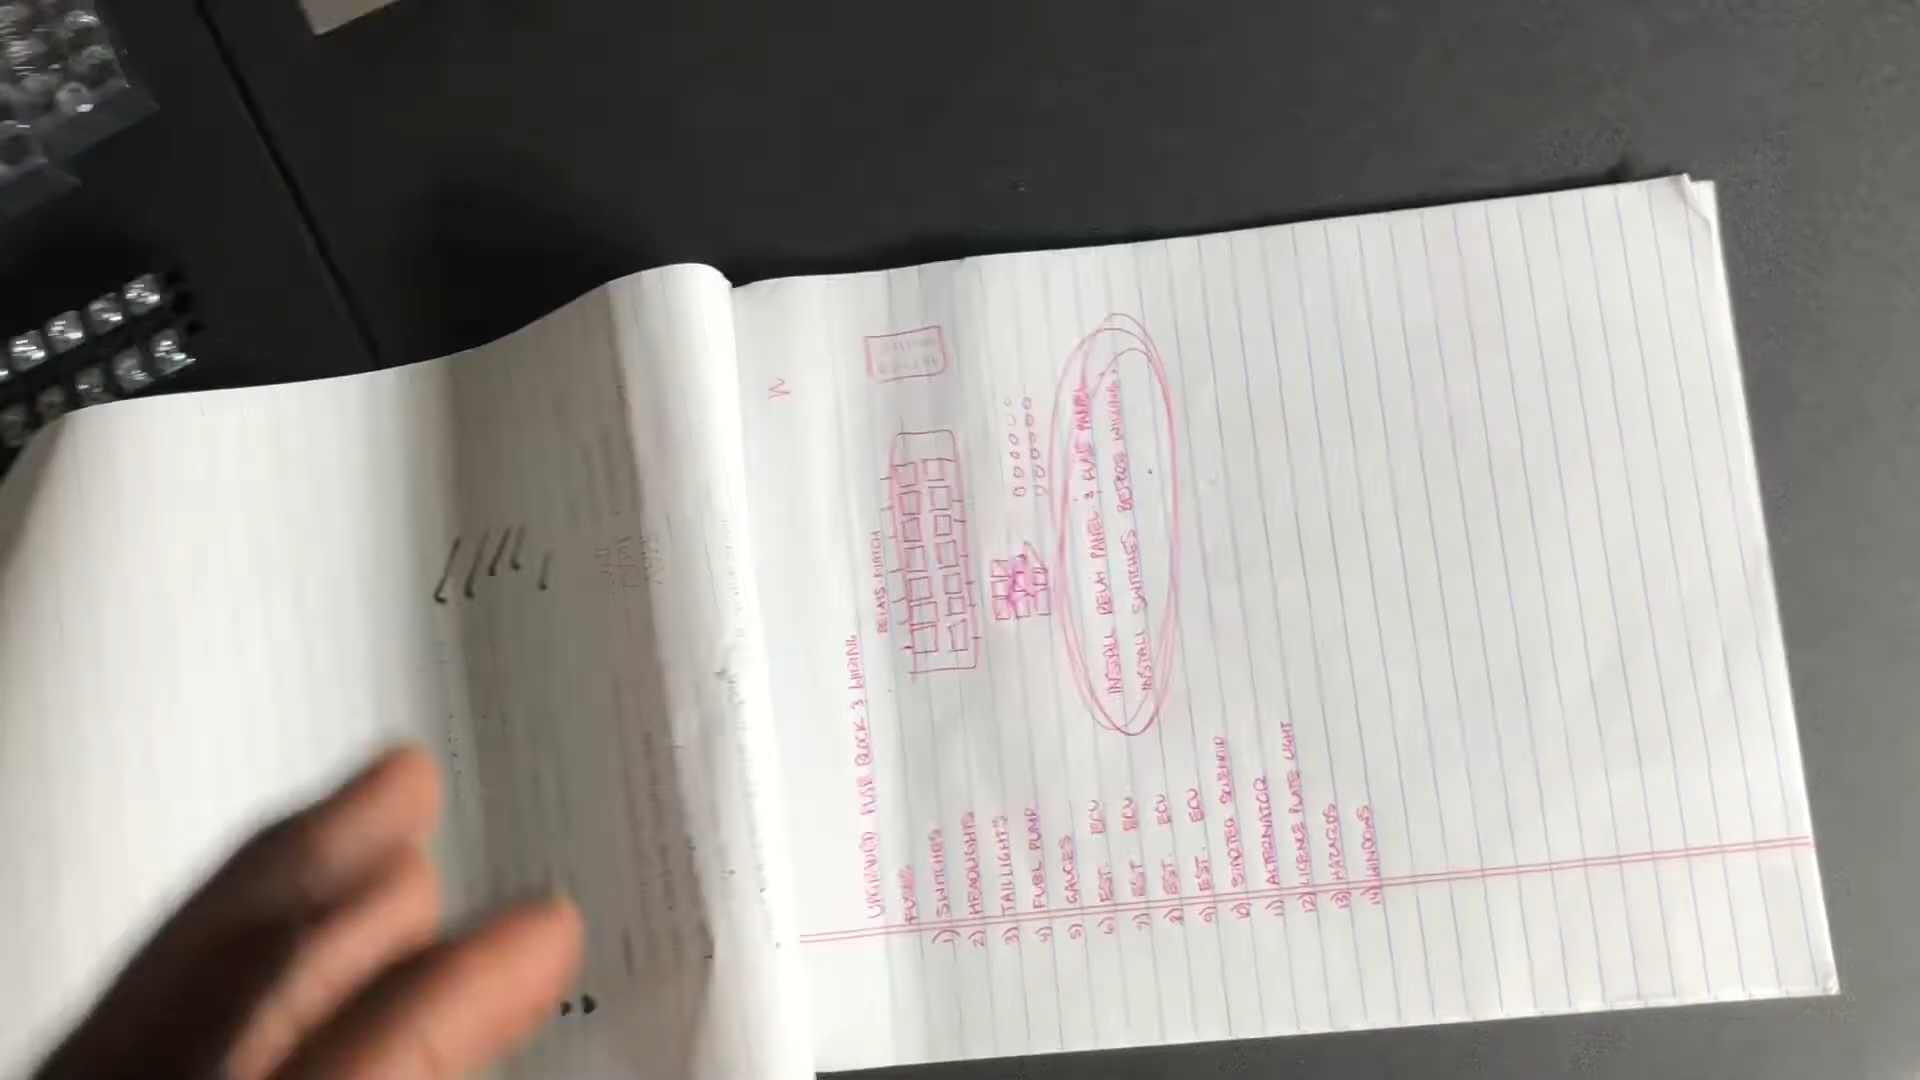 UPGRADED FUSE BLOCK & WIRING
RELAYS
FUSES
1) SWITCHES
2) HEADLIGHTS
3) TAILLIGHTS
4) FUEL PUMP
5) GAUGES
6) EST. ECU
7) EST ECU
8) EST. ECU
9) EST. ECU
10) STARTER
11) ALTERNATOR
12) LICENSE PLATE LIGHT
13) HAZARDS
14) WINDOWS
INSTALL RELAY PANEL & FUSE PANEL
INSTALL SWITCHES BEFORE WIRING.